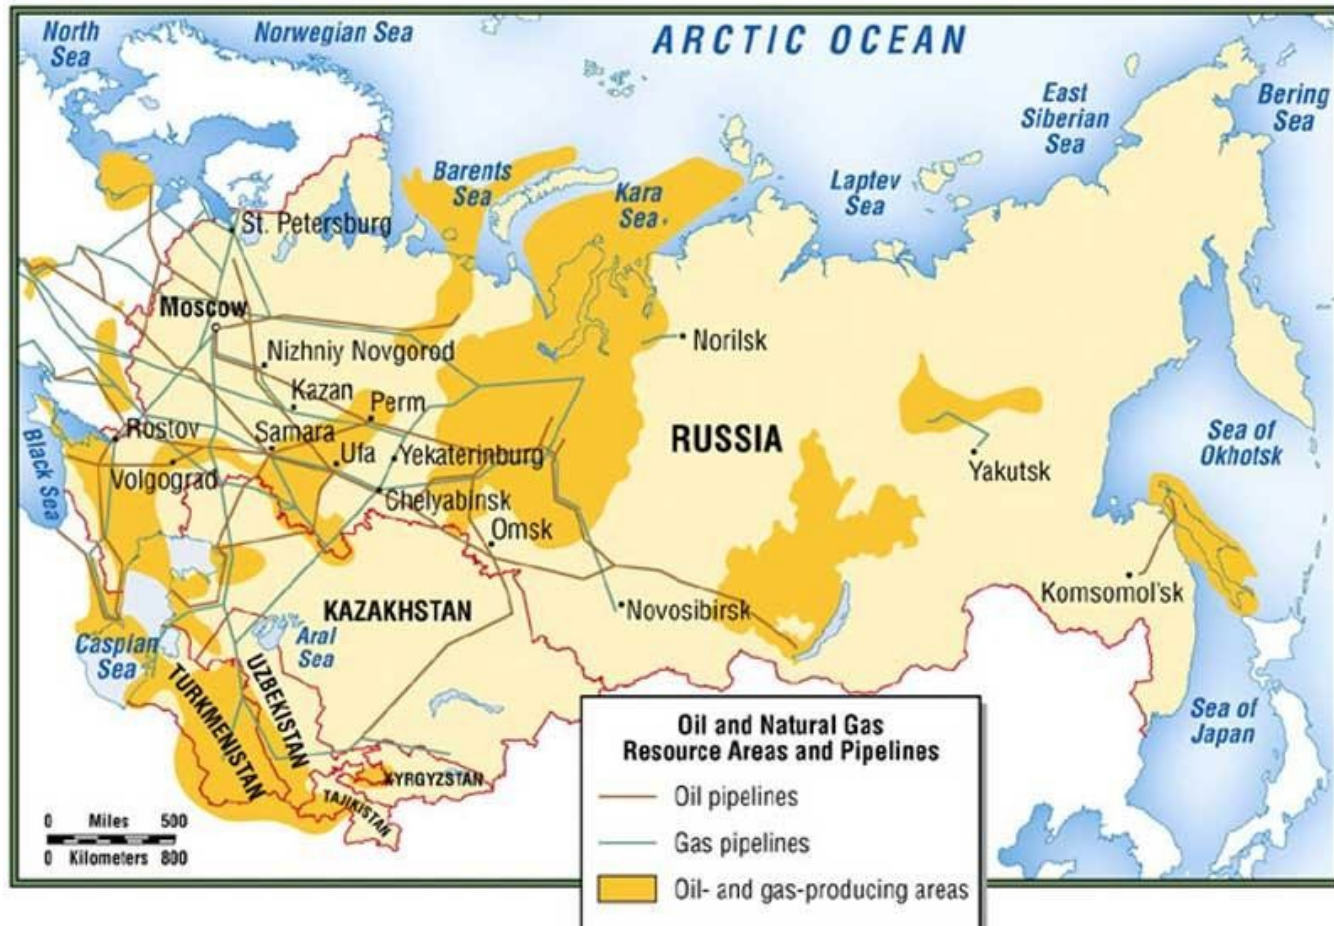 North
Sea
Norwegian Sea
ARCTIC OCEAN
East
Siberian
Sea
Bering
Sea
Barents
Sea
Kara
Sea
Laptev
Sea
St. Petersburg
Moscow
Nizhniy Novgorod
Norilsk
Kazan
Perm
Rostov
Samara
RUSSIA
Sea of
Okhotsk
Black Sea
Volgograd
Ufa
Yekaterinburg
Yakutsk
Chelyabinsk
Omsk
KAZAKHSTAN
Novosibirsk
Komsomol'sk
Caspian
Sea
Aral
Sea
TURKMENISTAN
UZBEKISTAN
KYRGYZSTAN
TAJIKISTAN
Sea of
Japan
0 Miles 500
0 Kilometers 800
Oil and Natural Gas
Resource Areas and Pipelines
Oil pipelines
Gas pipelines
Oil- and gas-producing areas